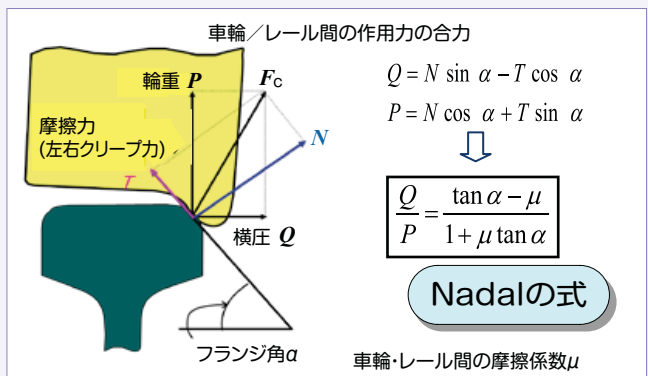 車輪／レール間の作用力の合力
輪重 P
F_C
摩擦力
(左右クリープ力)
T
N
横圧 Q
フランジ角α
Q = N sin α − T cos α
P = N cos α + T sin α
Q/P = (tan α − μ)/(1 + μ tan α)
Nadalの式
車輪・レール間の摩擦係数μ